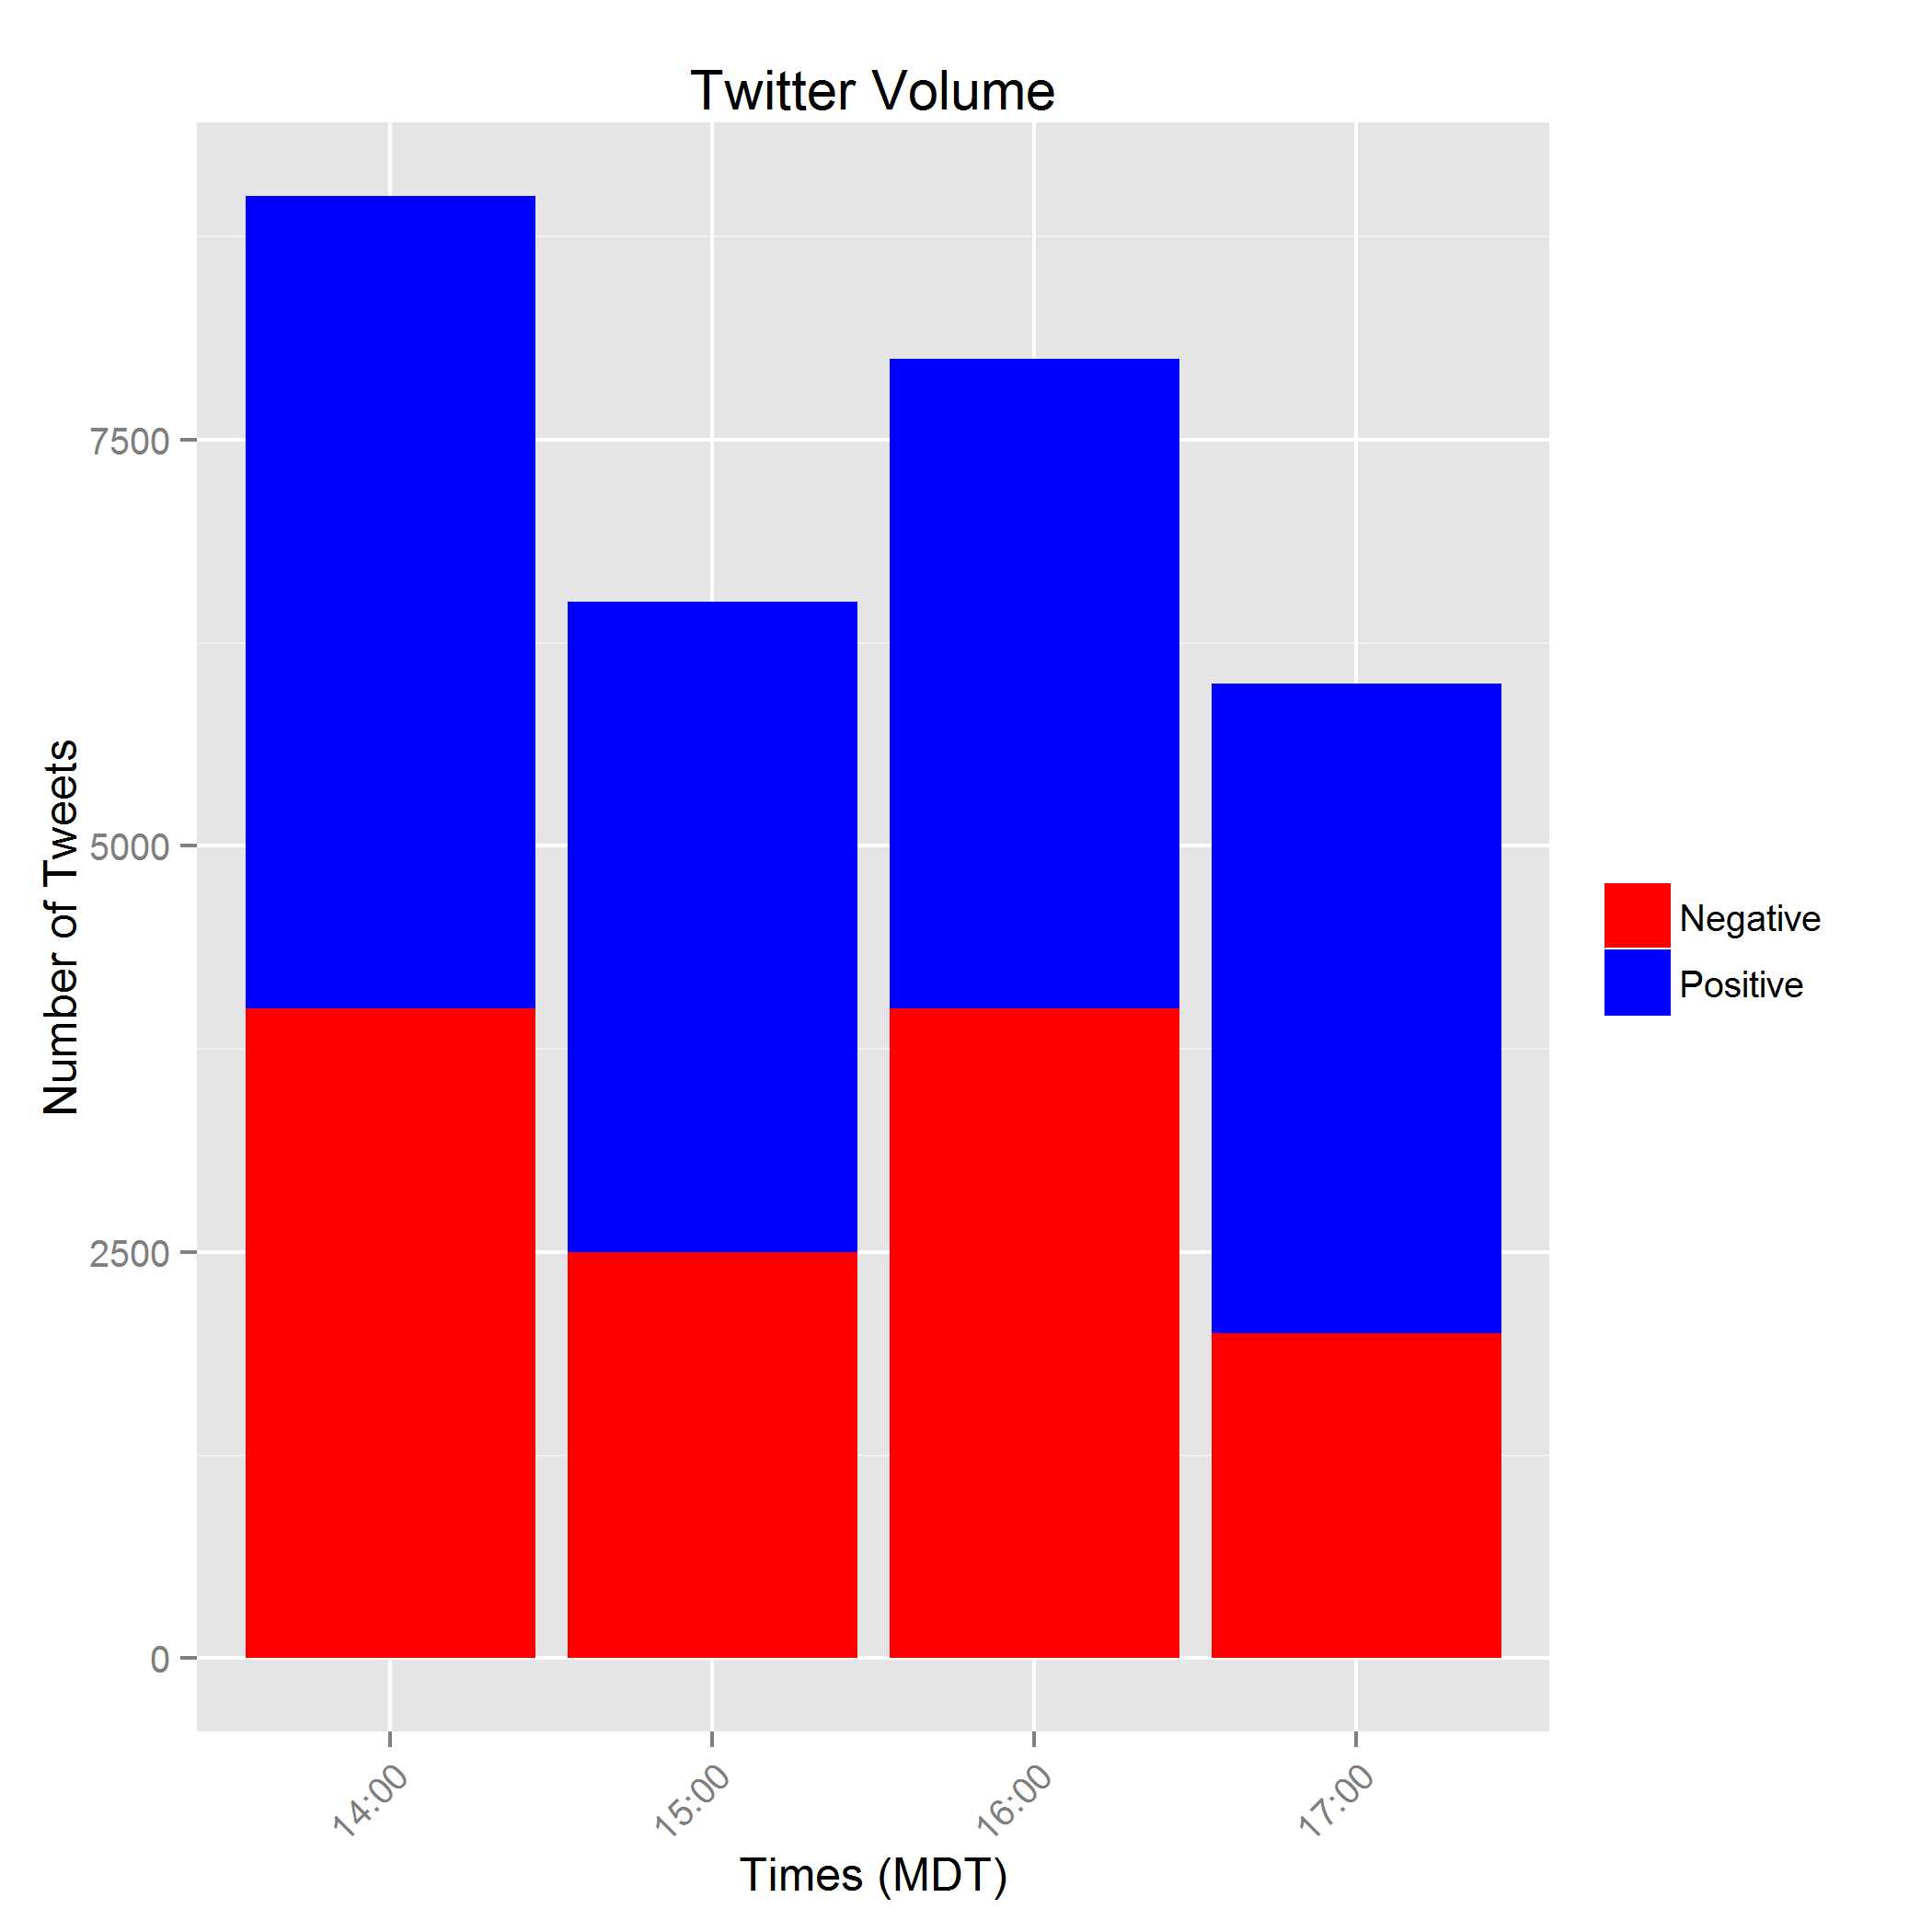 Twitter Volume
Number of Tweets
7500
5000
2500
0
14:00
15:00
16:00
17:00
Times (MDT)
Negative
Positive